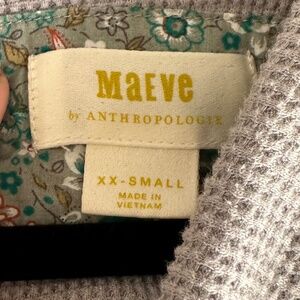 MAEVE
by ANTHROPOLOGIE
XX-SMALL
MADE IN
VIETNAM